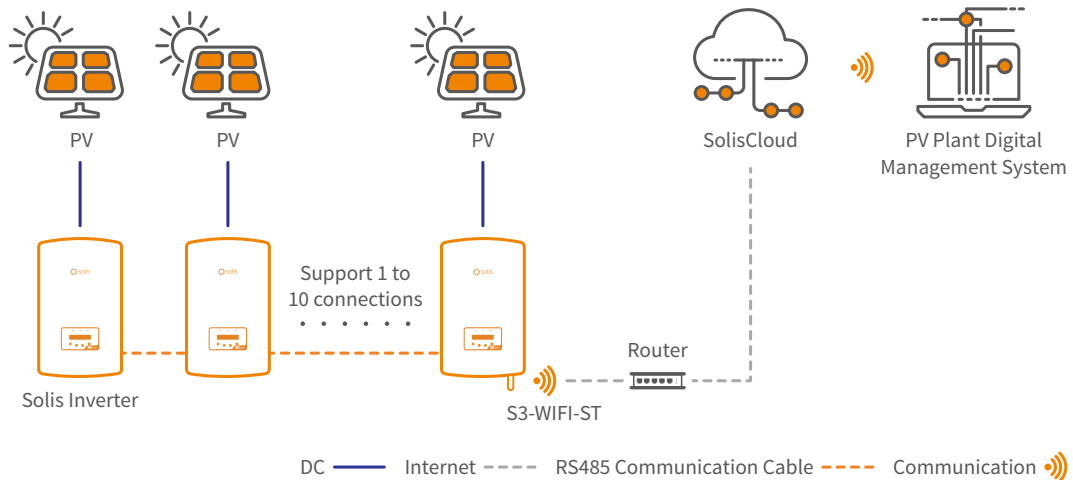 PV
PV
PV
SolisCloud
PV Plant Digital
Management System
solis
solis
solis
Support 1 to
10 connections
Router
Solis Inverter
S3-WIFI-ST
DC
Internet
RS485 Communication Cable
Communication